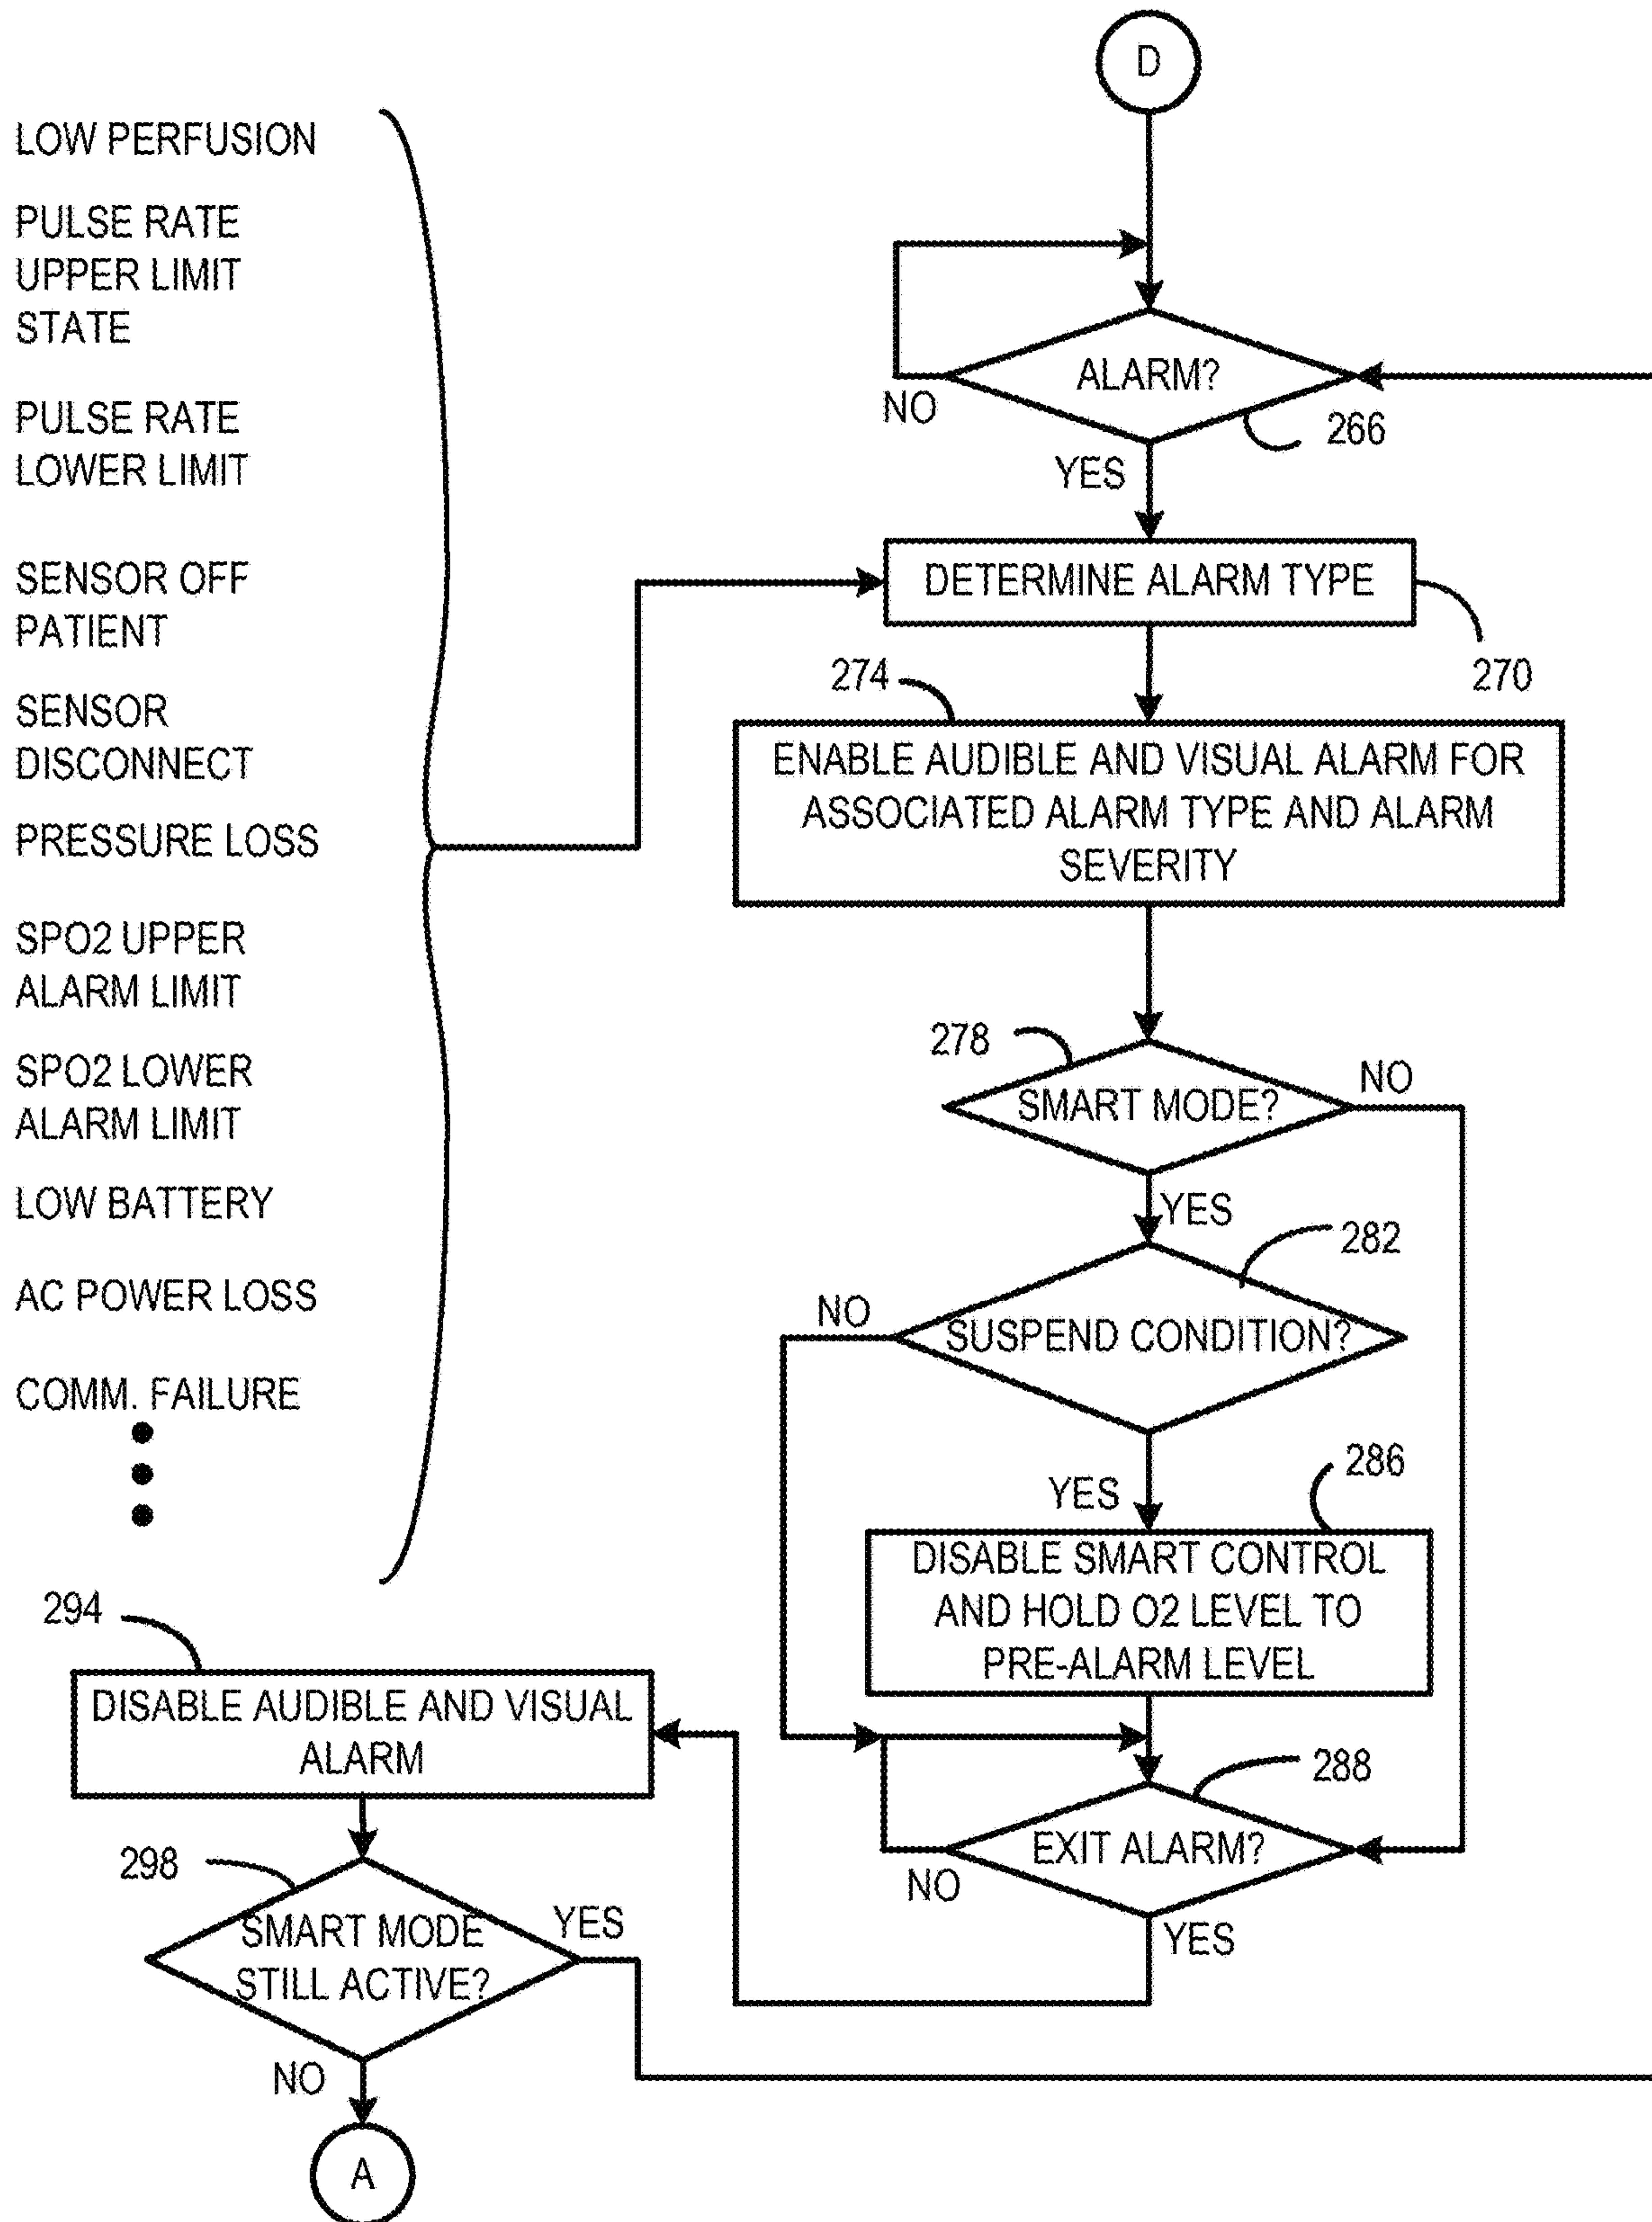 D
LOW PERFUSION
PULSE RATE
UPPER LIMIT
STATE
PULSE RATE
LOWER LIMIT
SENSOR OFF
PATIENT
SENSOR
DISCONNECT
PRESSURE LOSS
SPO2 UPPER
ALARM LIMIT
SPO2 LOWER
ALARM LIMIT
LOW BATTERY
AC POWER LOSS
COMM. FAILURE
ALARM?
NO
266
YES
DETERMINE ALARM TYPE
270
274
ENABLE AUDIBLE AND VISUAL ALARM FOR
ASSOCIATED ALARM TYPE AND ALARM
SEVERITY
278
SMART MODE?
NO
YES
282
NO
SUSPEND CONDITION?
YES
286
DISABLE SMART CONTROL
AND HOLD O2 LEVEL TO
PRE-ALARM LEVEL
288
EXIT ALARM?
NO
YES
294
DISABLE AUDIBLE AND VISUAL
ALARM
298
SMART MODE
STILL ACTIVE?
YES
NO
A